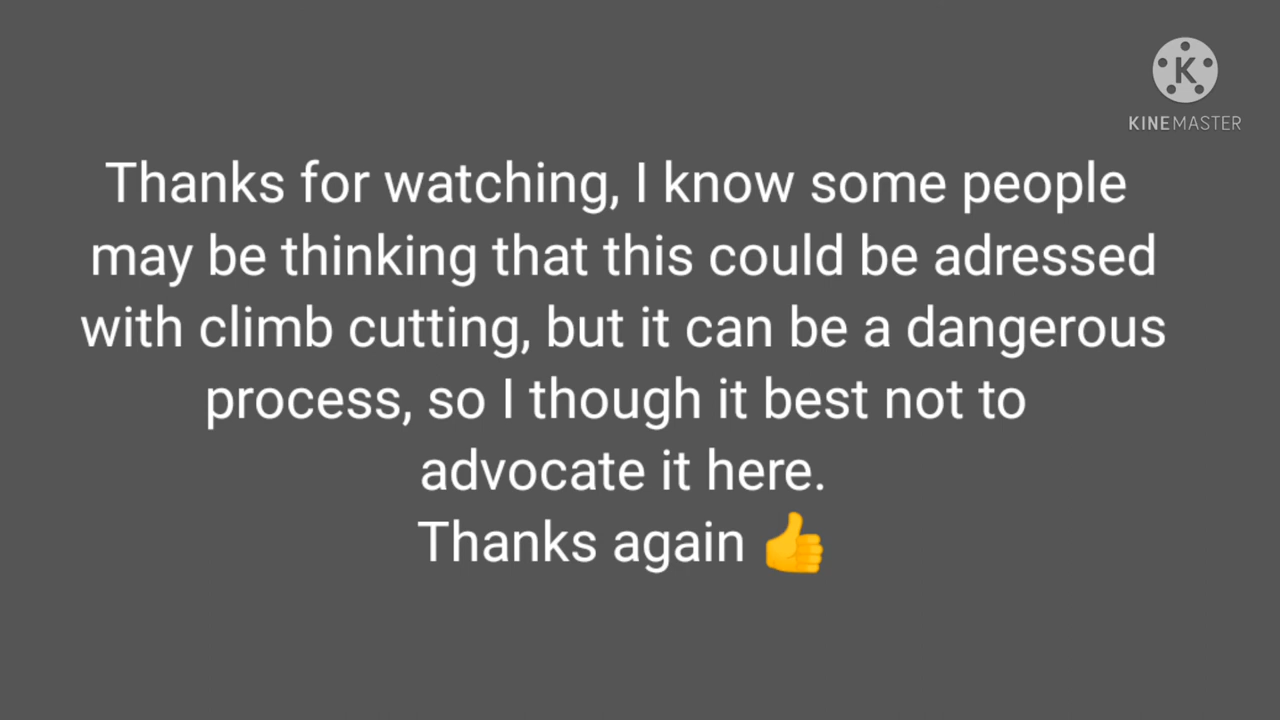 KINEMASTER
Thanks for watching, I know some people
may be thinking that this could be adressed
with climb cutting, but it can be a dangerous
process, so I though it best not to
advocate it here.
Thanks again 👍